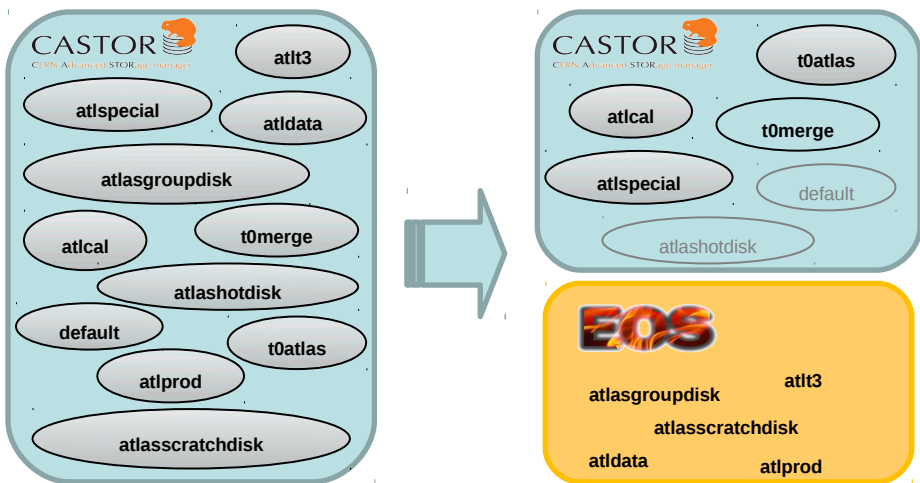 CASTOR
CERN Advanced STORage manager
atlt3
atlspecial
atldata
atlasgroupdisk
atlcal
t0merge
atlashotdisk
default
t0atlas
atlprod
atlasscratchdisk
CASTOR
CERN Advanced STORage manager
t0atlas
atlcal
t0merge
atlspecial
default
atlashotdisk
EOS
atlasgroupdisk
atlt3
atlasscratchdisk
atldata
atlprod